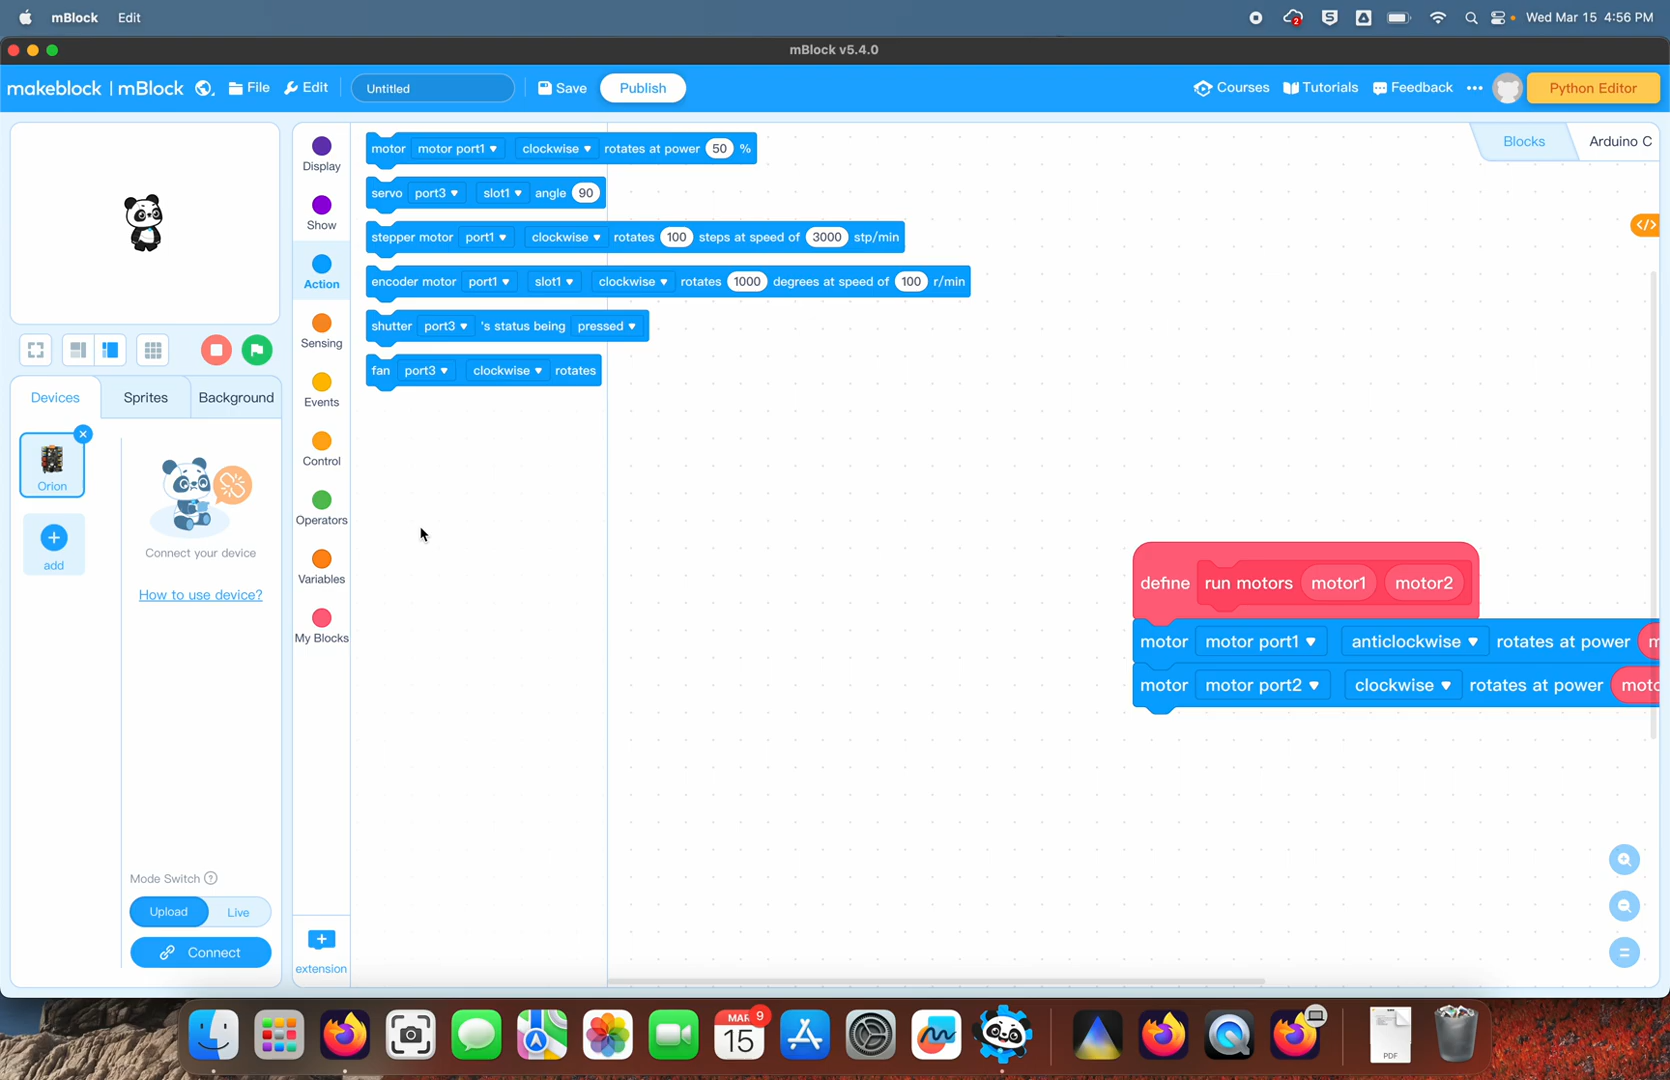 mBlock Edit
2
S
Wed Mar 15 4:56 PM
mBlock v5.4.0
makeblock | mBlock File Edit Untitled Save Publish Courses Tutorials Feedback ••• Python Editor
Display
Show
Action
Sensing
Events
Control
Operators
Variables
My Blocks
extension
motor motor port1 clockwise rotates at power 50 %
servo port3 slot1 angle 90
stepper motor port1 clockwise rotates 100 steps at speed of 3000 stp/min
encoder motor port1 slot1 clockwise rotates 1000 degrees at speed of 100 r/min
shutter port3 's status being pressed
fan port3 clockwise rotates
Blocks Arduino C
</>
define run motors motor1 motor2
motor motor port1 anticlockwise rotates at power m
motor motor port2 clockwise rotates at power moto
Devices Sprites Background
Orion
add
Connect your device
How to use device?
Mode Switch ?
Upload Live
Connect
MAR 9
15
PDF